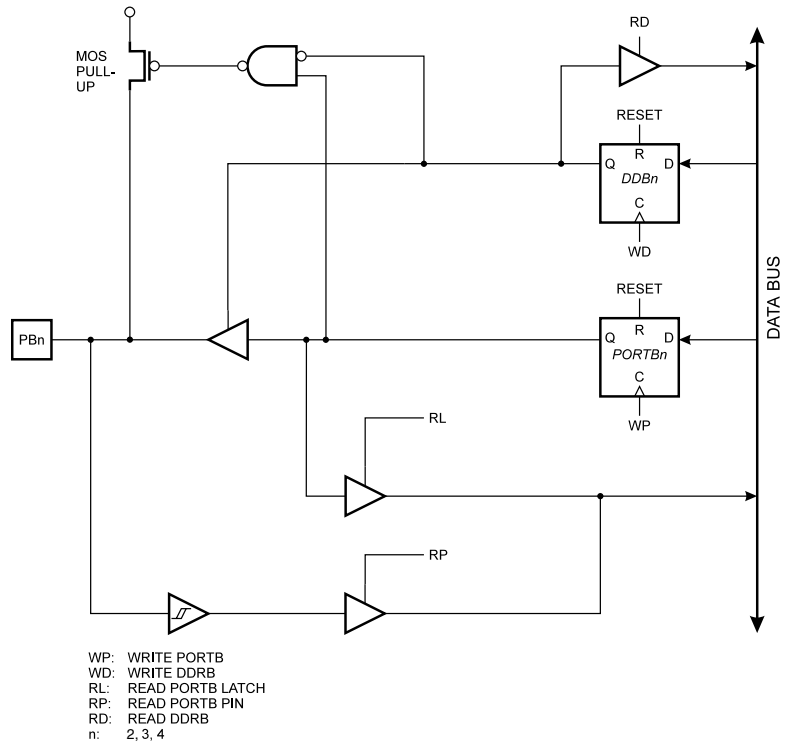 RD
MOS
PULL-
UP
RESET
R
Q
D
DDBn
C
WD
DATA BUS
RESET
R
PBn
Q
D
PORTBn
C
WP
RL
RP
WP: WRITE PORTB
WD: WRITE DDRB
RL: READ PORTB LATCH
RP: READ PORTB PIN
RD: READ DDRB
n: 2, 3, 4